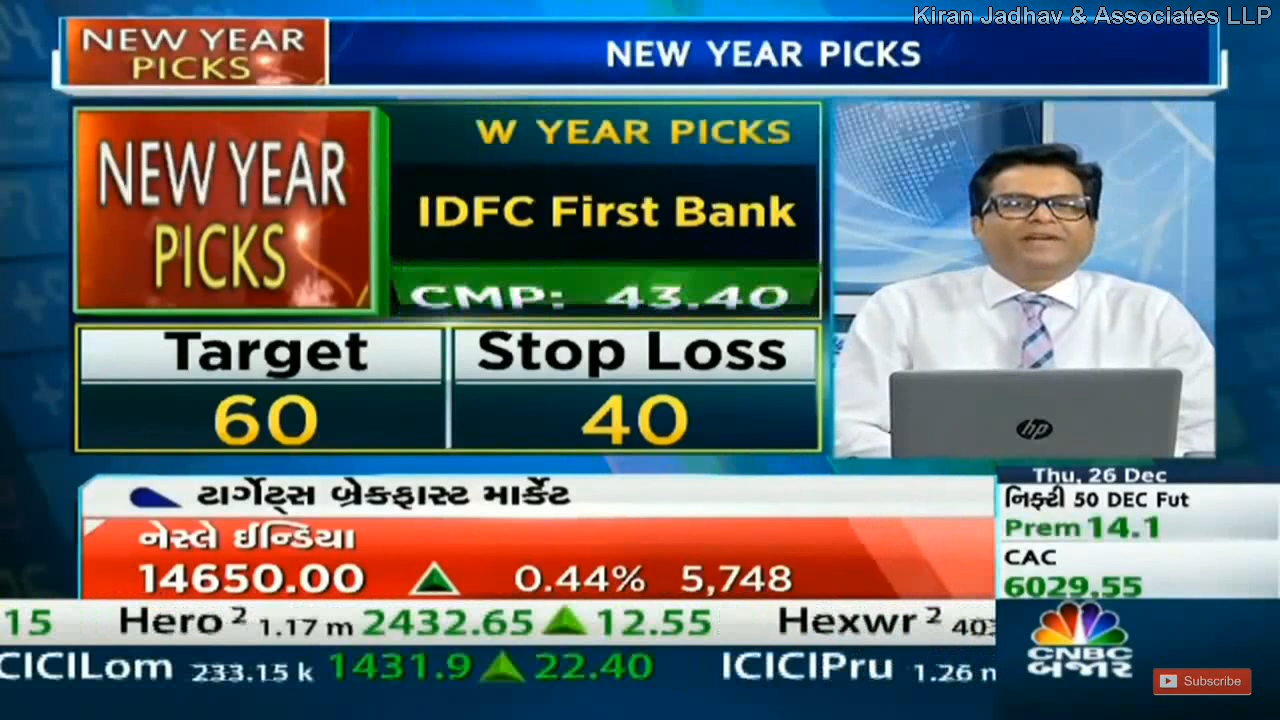 Kiran Jadhav & Associates LLP
NEW YEAR
PICKS
NEW YEAR PICKS
NEW YEAR
PICKS
W YEAR PICKS
IDFC First Bank
CMP: 43.40
Target
Stop Loss
60
40
hp
Thu, 26 Dec
ટાર્ગેટ્સ બ્રેકફાસ્ટ માર્કેટ
નિફ્ટી 50 DEC Fut
Prem 14.1
નેસ્લે ઈન્ડિયા
14650.00 ▲ 0.44% 5,748
CAC
6029.55
15 Hero 2 1.17 m 2432.65 ▲ 12.55 Hexwr 2 403
CICILom 233.15 k 1431.9 ▲ 22.40 ICICIPru 1.26 m
CNBC
બજાર
Subscribe